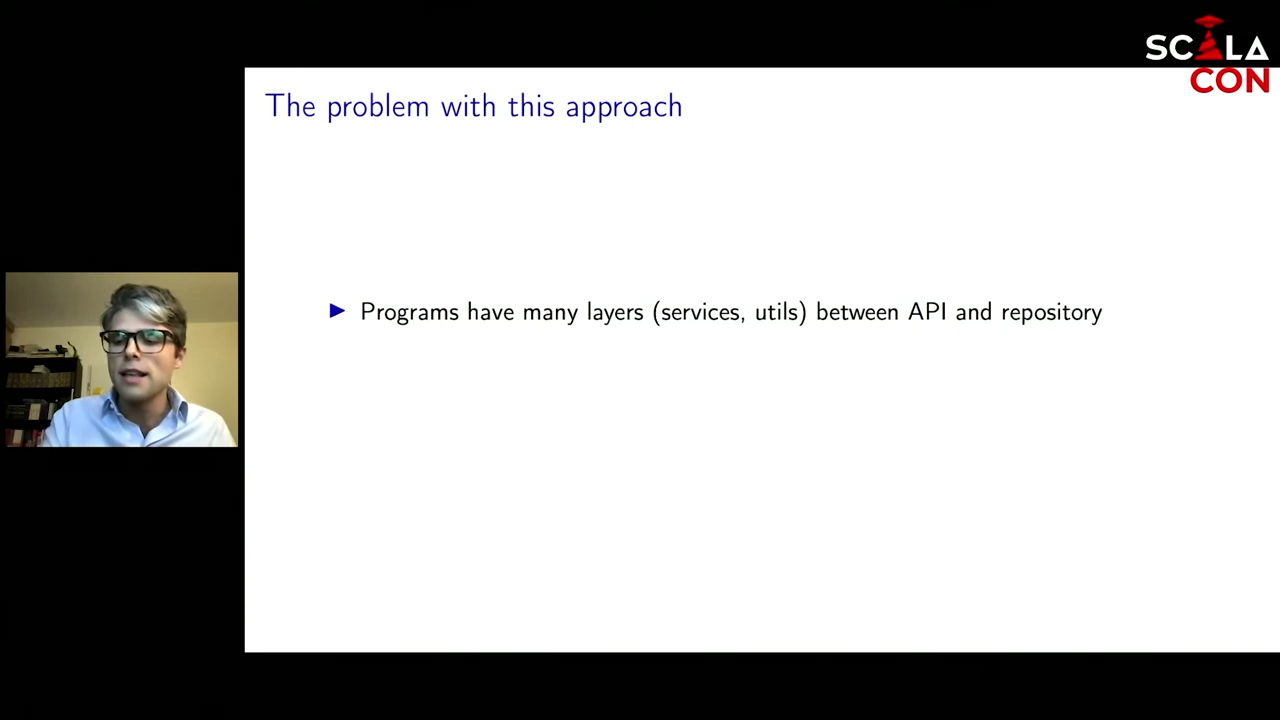 SCALA
CON
The problem with this approach
Programs have many layers (services, utils) between API and repository